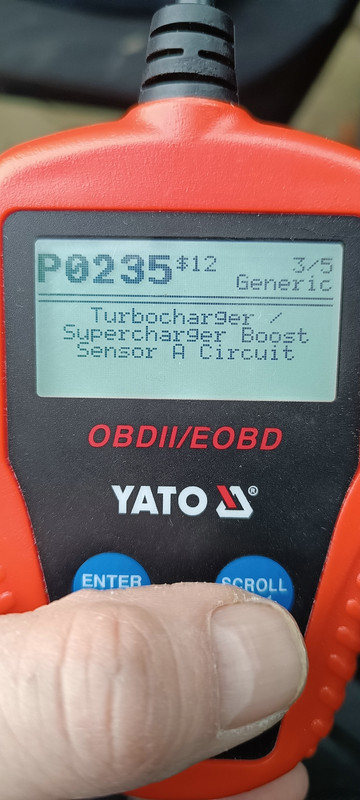 P0235 $12 3/5
Generic
Turbocharger /
Supercharger Boost
Sensor A Circuit
OBDII/EOBD
YATO ®
ENTER SCROLL